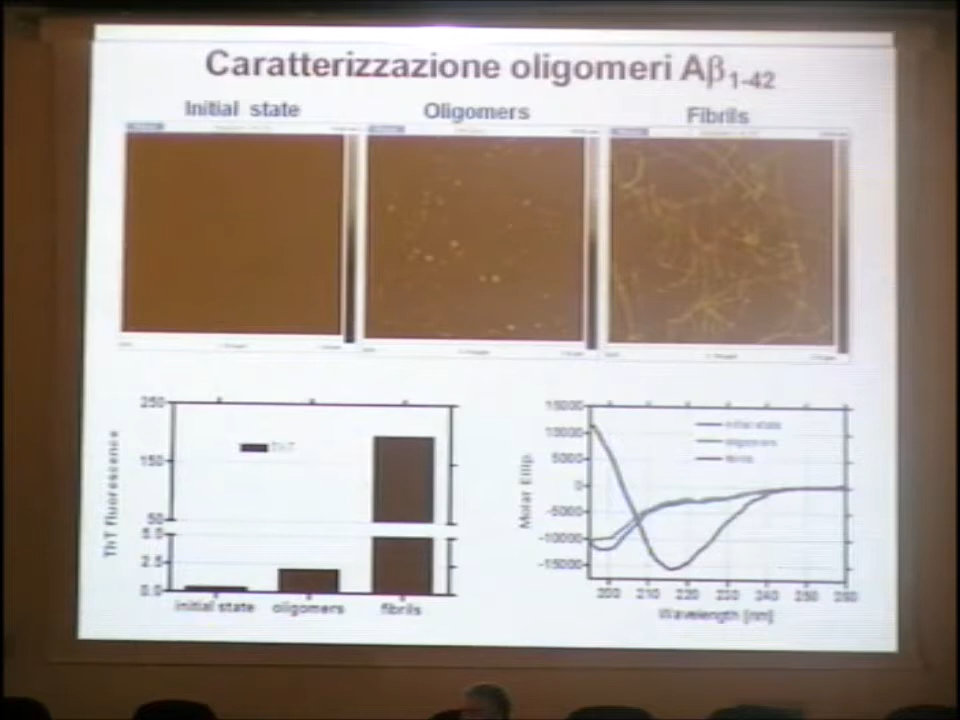 Caratterizzazione oligomeri Aβ1-42
Initial state
Oligomers
Fibrils
250
150
50
5.0
2.5
0.0
ThT fluorescence
ThT
initial state
oligomers
fibrils
15000
10000
5000
0
-5000
-10000
-15000
Molar Ellip.
initial state
oligomers
fibrils
200 210 220 230 240 250 260
Wavelength [nm]